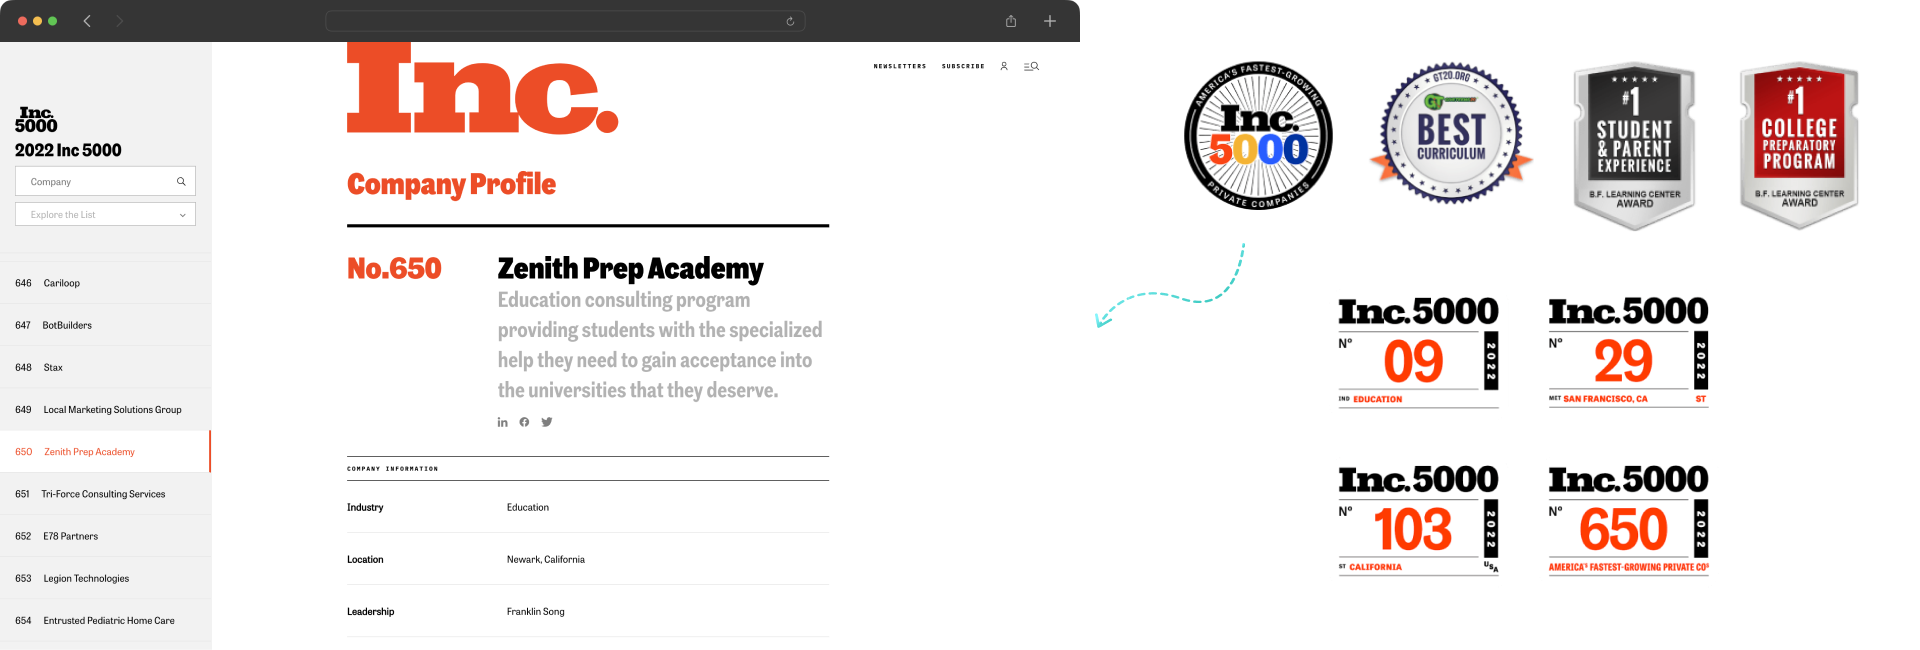 Inc.
5000
2022 Inc 5000
Company
Explore the List
646 Cariloop
647 BotBuilders
648 Stax
649 Local Marketing Solutions Group
650 Zenith Prep Academy
651 Tri-Force Consulting Services
652 E78 Partners
653 Legion Technologies
654 Entrusted Pediatric Home Care
Inc.
NEWSLETTERS SUBSCRIBE
Company Profile
No.650
Zenith Prep Academy
Education consulting program
providing students with the specialized
help they need to gain acceptance into
the universities that they deserve.
COMPANY INFORMATION
Industry Education
Location Newark, California
Leadership Franklin Song
AMERICA'S FASTEST-GROWING
Inc.
5000
PRIVATE COMPANIES
GT20.ORG
GT
BEST
CURRICULUM
#1
STUDENT
& PARENT
EXPERIENCE
B.F. LEARNING CENTER
AWARD
#1
COLLEGE
PREPARATORY
PROGRAM
B.F. LEARNING CENTER
AWARD
Inc.5000
Nº 09 2022
IND EDUCATION
Inc.5000
Nº 29 2022
MET SAN FRANCISCO, CA ST
Inc.5000
Nº 103 2022
ST CALIFORNIA USA
Inc.5000
Nº 650 2022
AMERICA'S FASTEST-GROWING PRIVATE COS